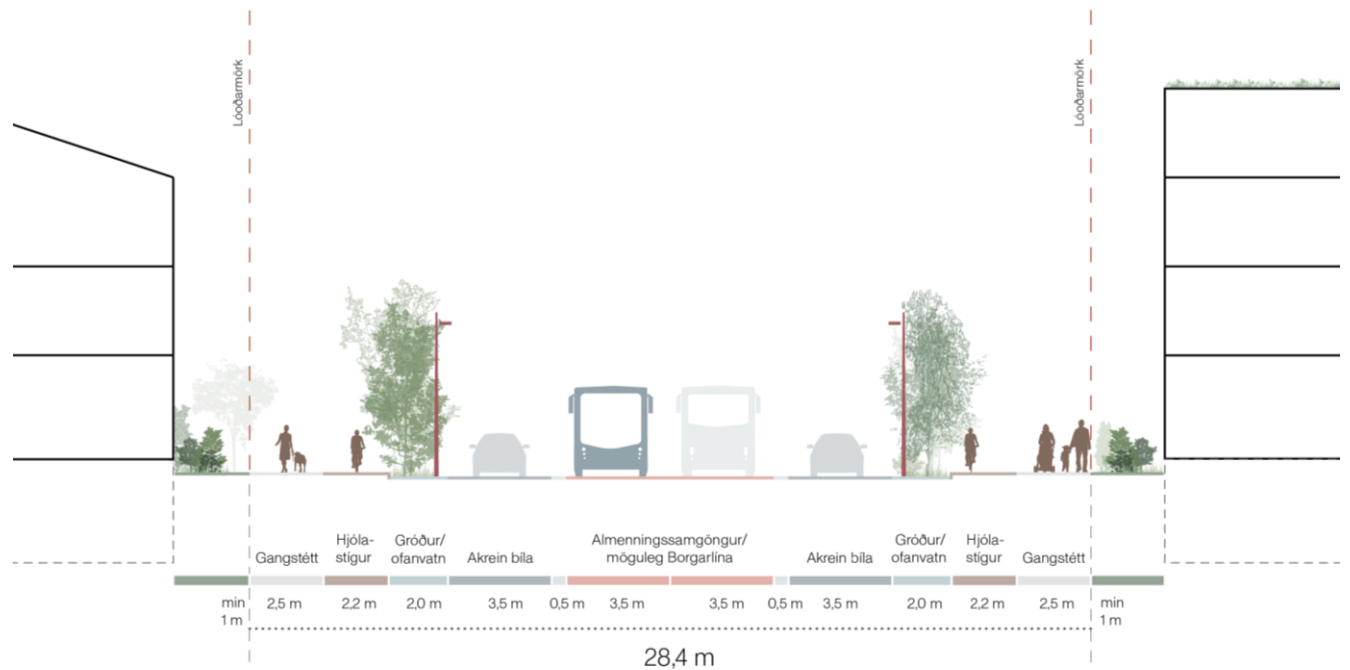 Lóðarmörk
Lóðarmörk
Gangstétt
Hjóla-
stígur
Gróður/
ofanvatn
Akrein bíla
Almenningssamgöngur/
möguleg Borgarlína
Akrein bíla
Gróður/
ofanvatn
Hjóla-
stígur
Gangstétt
min
1 m
2,5 m
2,2 m
2,0 m
3,5 m
0,5 m
3,5 m
3,5 m
0,5 m
3,5 m
2,0 m
2,2 m
2,5 m
min
1 m
28,4 m